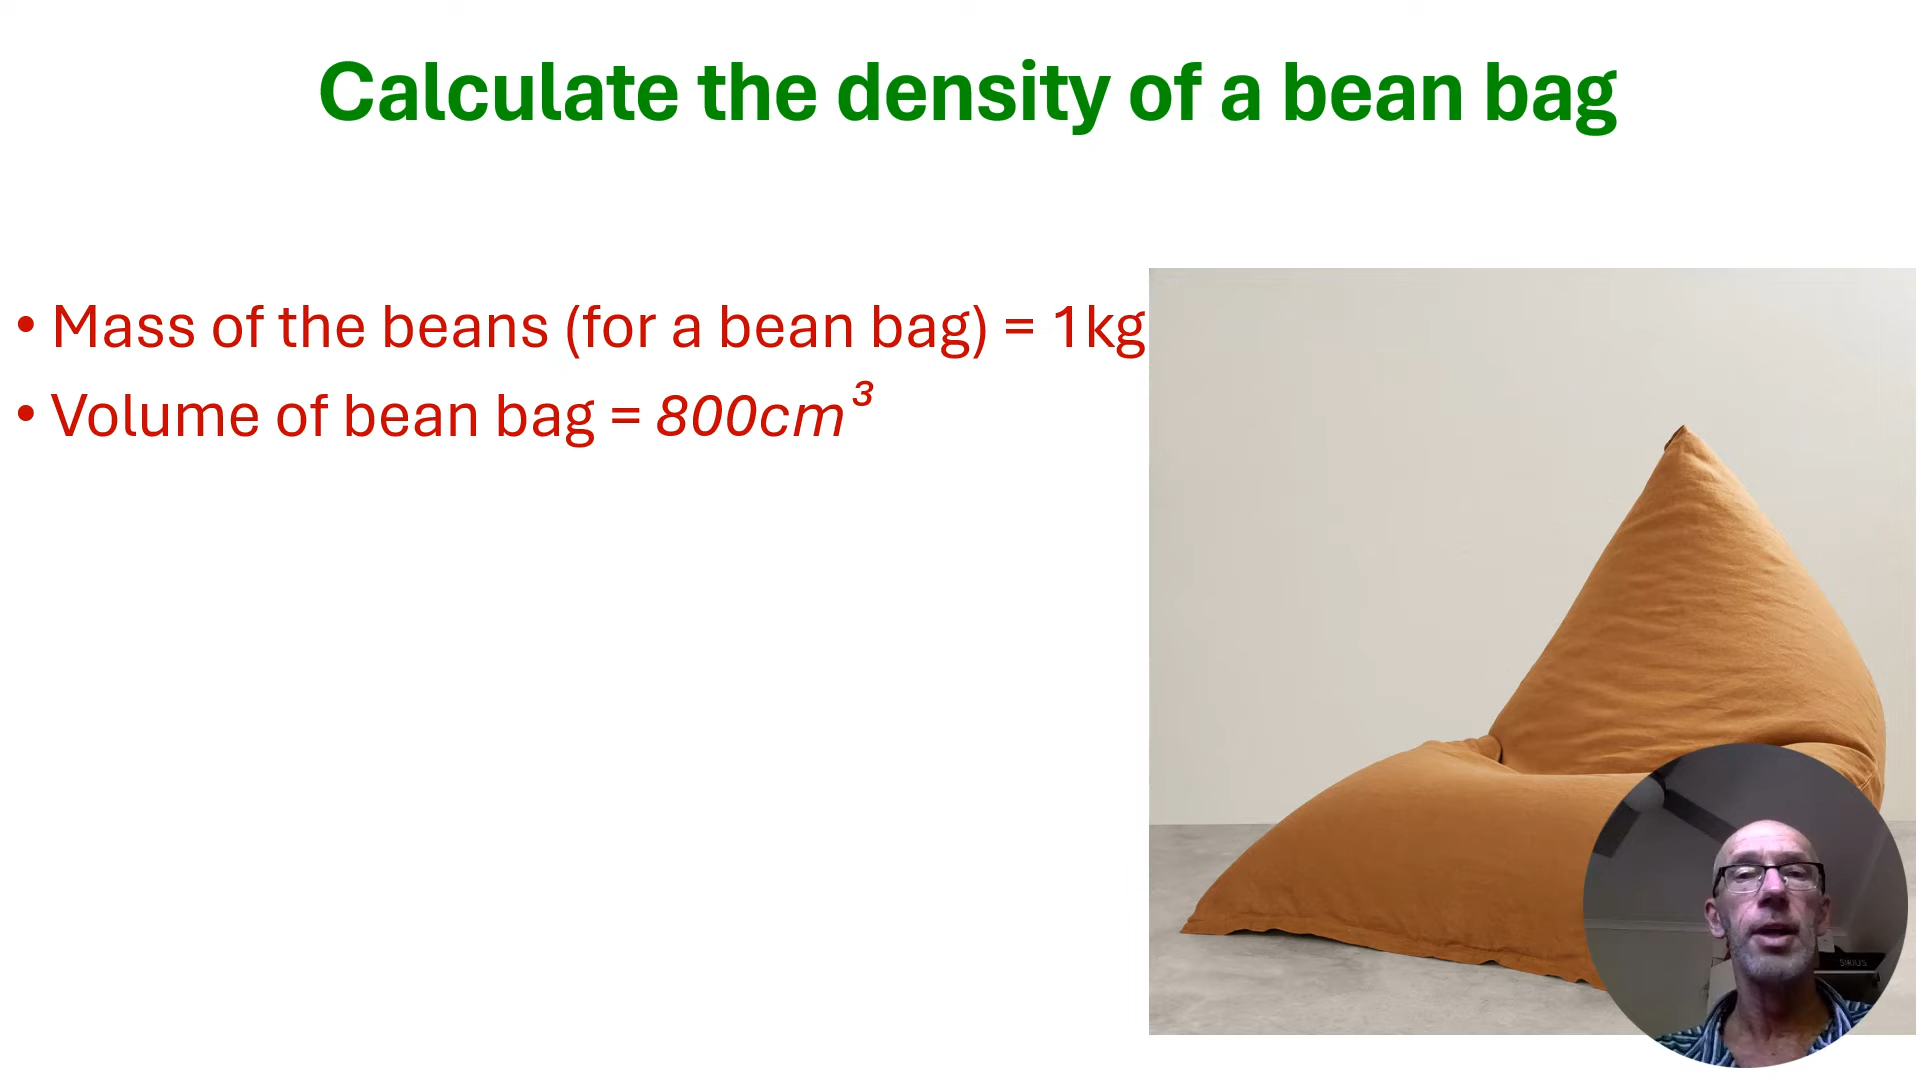 Calculate the density of a bean bag
• Mass of the beans (for a bean bag) = 1kg
• Volume of bean bag = 800cm³
SIRIUS